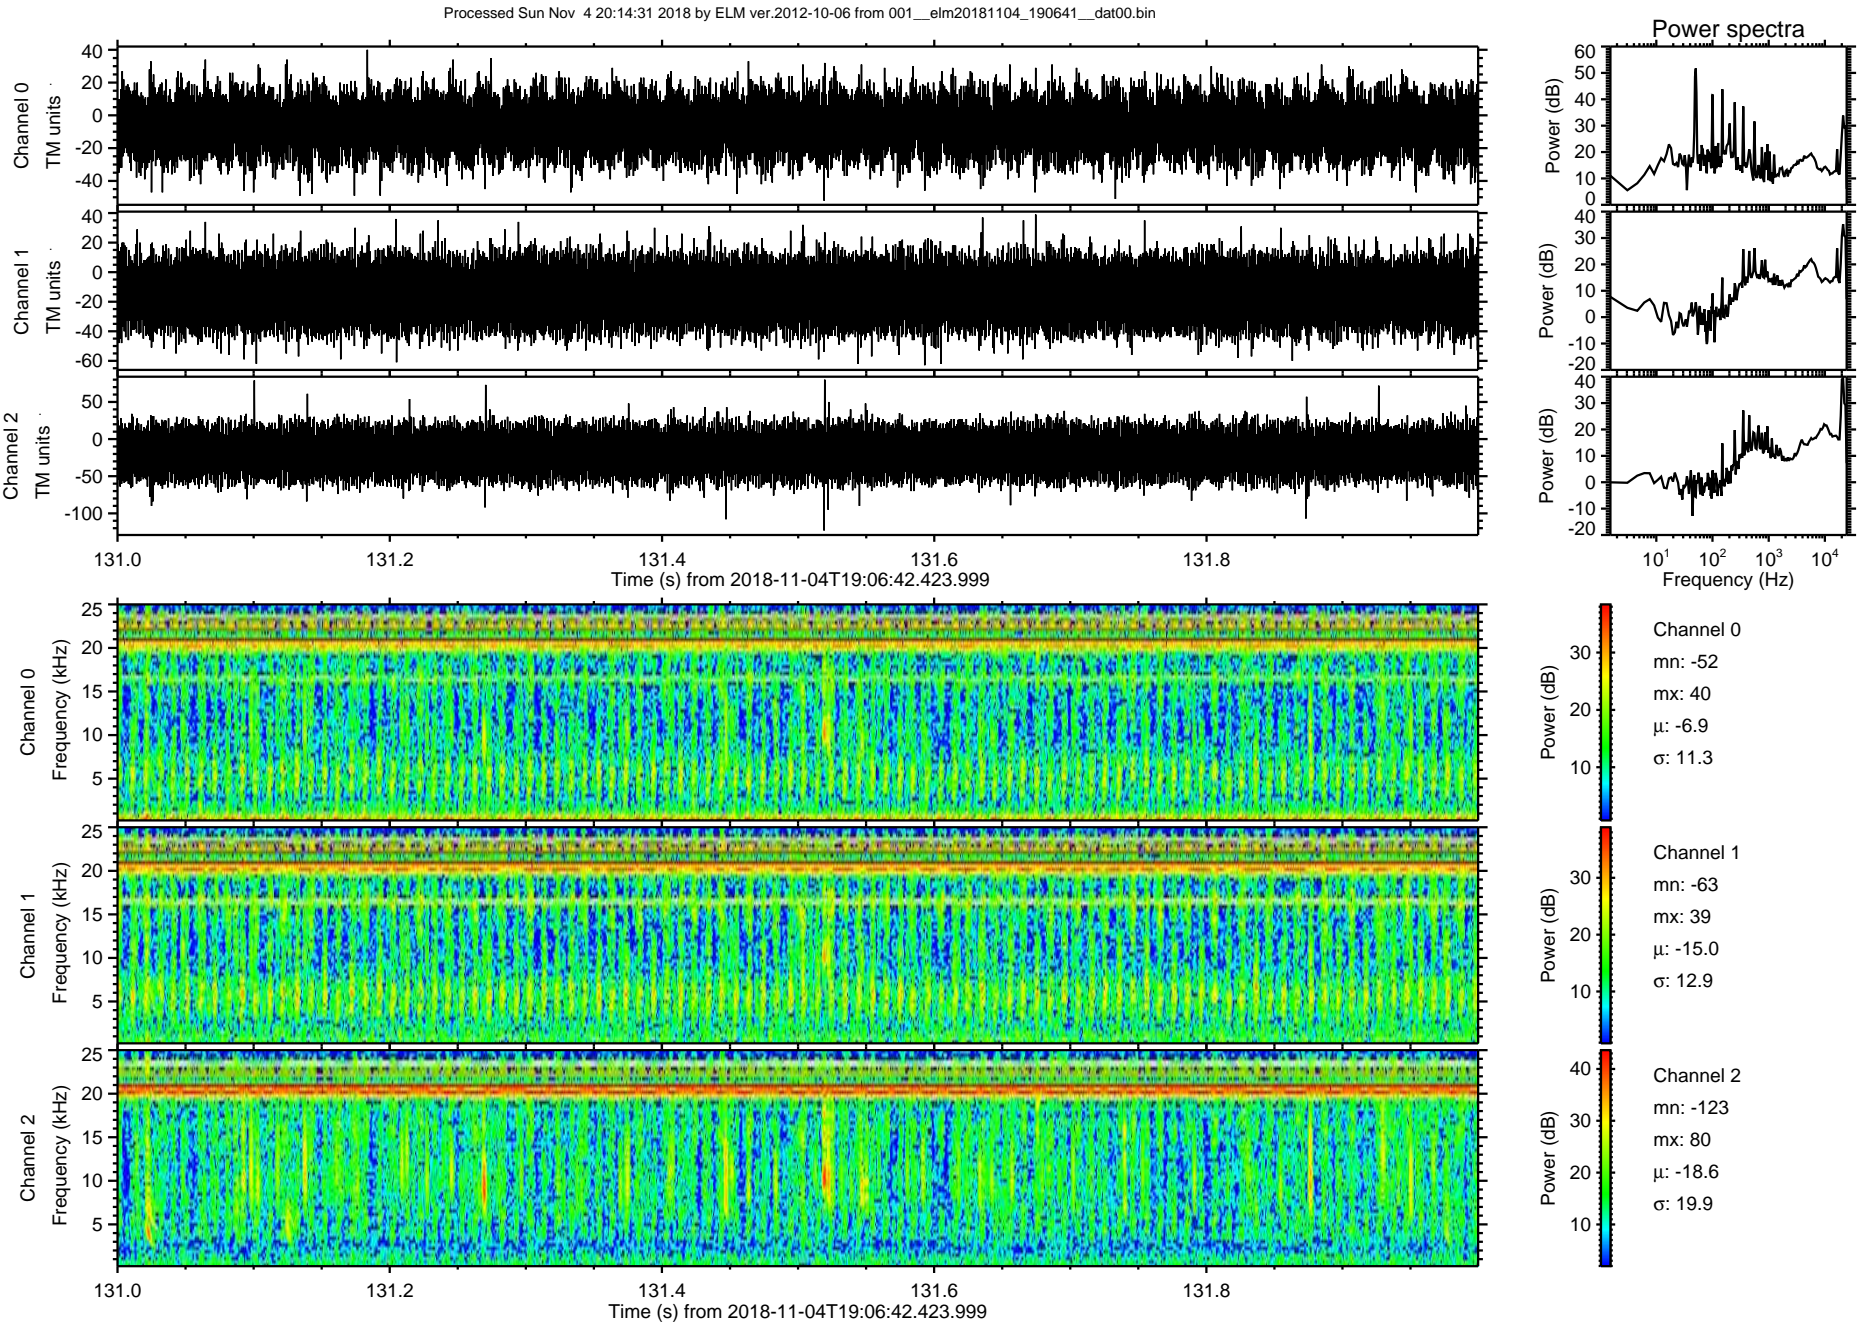 Processed Sun Nov  4 20:14:31 2018 by ELM ver.2012-10-06 from 001__elm20181104_190641__dat00.bin
Power spectra
Channel 0
TM units
40
20
0
-20
-40
Power (dB)
60
50
40
30
20
10
0
Channel 1
TM units
40
20
0
-20
-40
-60
Power (dB)
40
30
20
10
0
-10
-20
Channel 2
TM units
50
0
-50
-100
Power (dB)
40
30
20
10
0
-10
-20
131.0 131.2 131.4 131.6 131.8
Time (s) from 2018-11-04T19:06:42.423.999
10¹ 10² 10³ 10⁴
Frequency (Hz)
Channel 0
Frequency (kHz)
25
20
15
10
5
Power (dB)
30
20
10
Channel 0
mn: -52
mx: 40
μ: -6.9
σ: 11.3
Channel 1
Frequency (kHz)
25
20
15
10
5
Power (dB)
30
20
10
Channel 1
mn: -63
mx: 39
μ: -15.0
σ: 12.9
Channel 2
Frequency (kHz)
25
20
15
10
5
Power (dB)
40
30
20
10
Channel 2
mn: -123
mx: 80
μ: -18.6
σ: 19.9
131.0 131.2 131.4 131.6 131.8
Time (s) from 2018-11-04T19:06:42.423.999